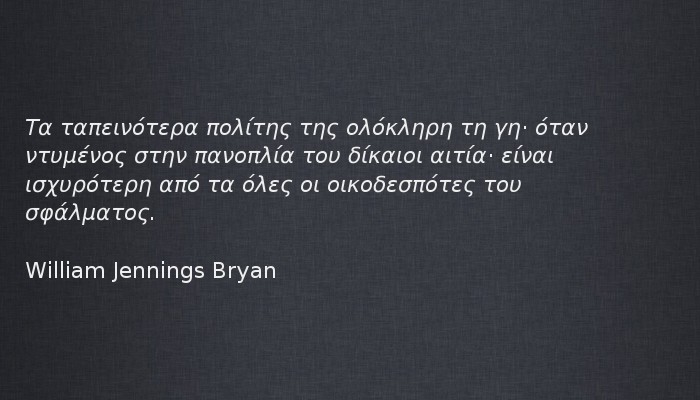 Τα ταπεινότερα πολίτης της ολόκληρη τη γη· όταν
ντυμένος στην πανοπλία του δίκαιοι αιτία· είναι
ισχυρότερη από τα όλες οι οικοδεσπότες του
σφάλματος.
William Jennings Bryan